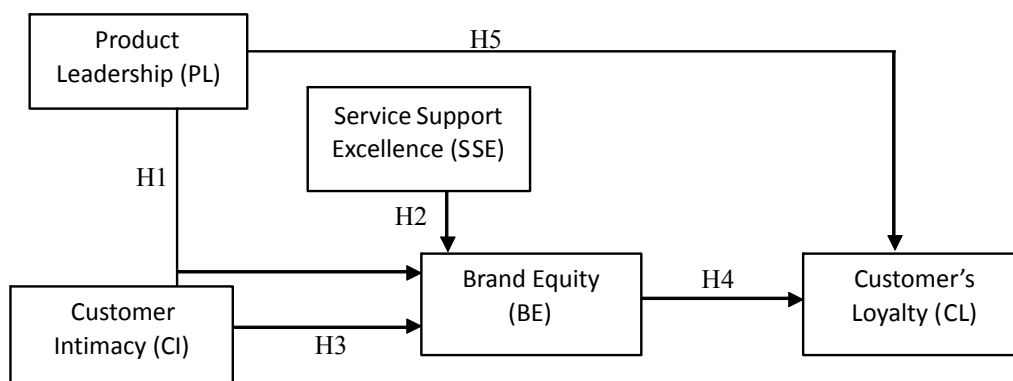 Product
Leadership (PL)
H5
Service Support
Excellence (SSE)
H1
H2
Brand Equity
(BE)
H4
Customer’s
Loyalty (CL)
Customer
Intimacy (CI)
H3